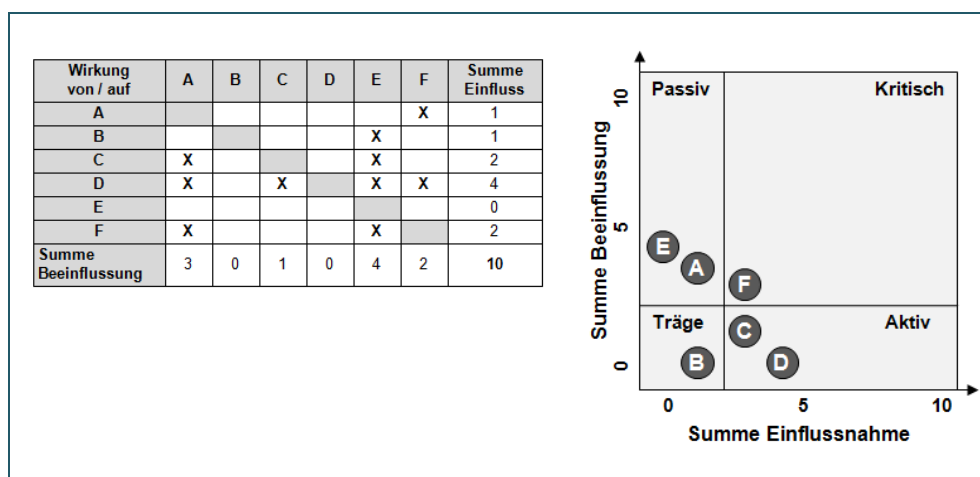 Wirkung von / auf A B C D E F Summe Einfluss
A X 1
B X 1
C X X 2
D X X X X 4
E 0
F X X 2
Summe Beeinflussung 3 0 1 0 4 2 10
Summe Beeinflussung
10
5
0
Passiv Kritisch
E A F
Träge Aktiv
B C D
0 5 10
Summe Einflussnahme